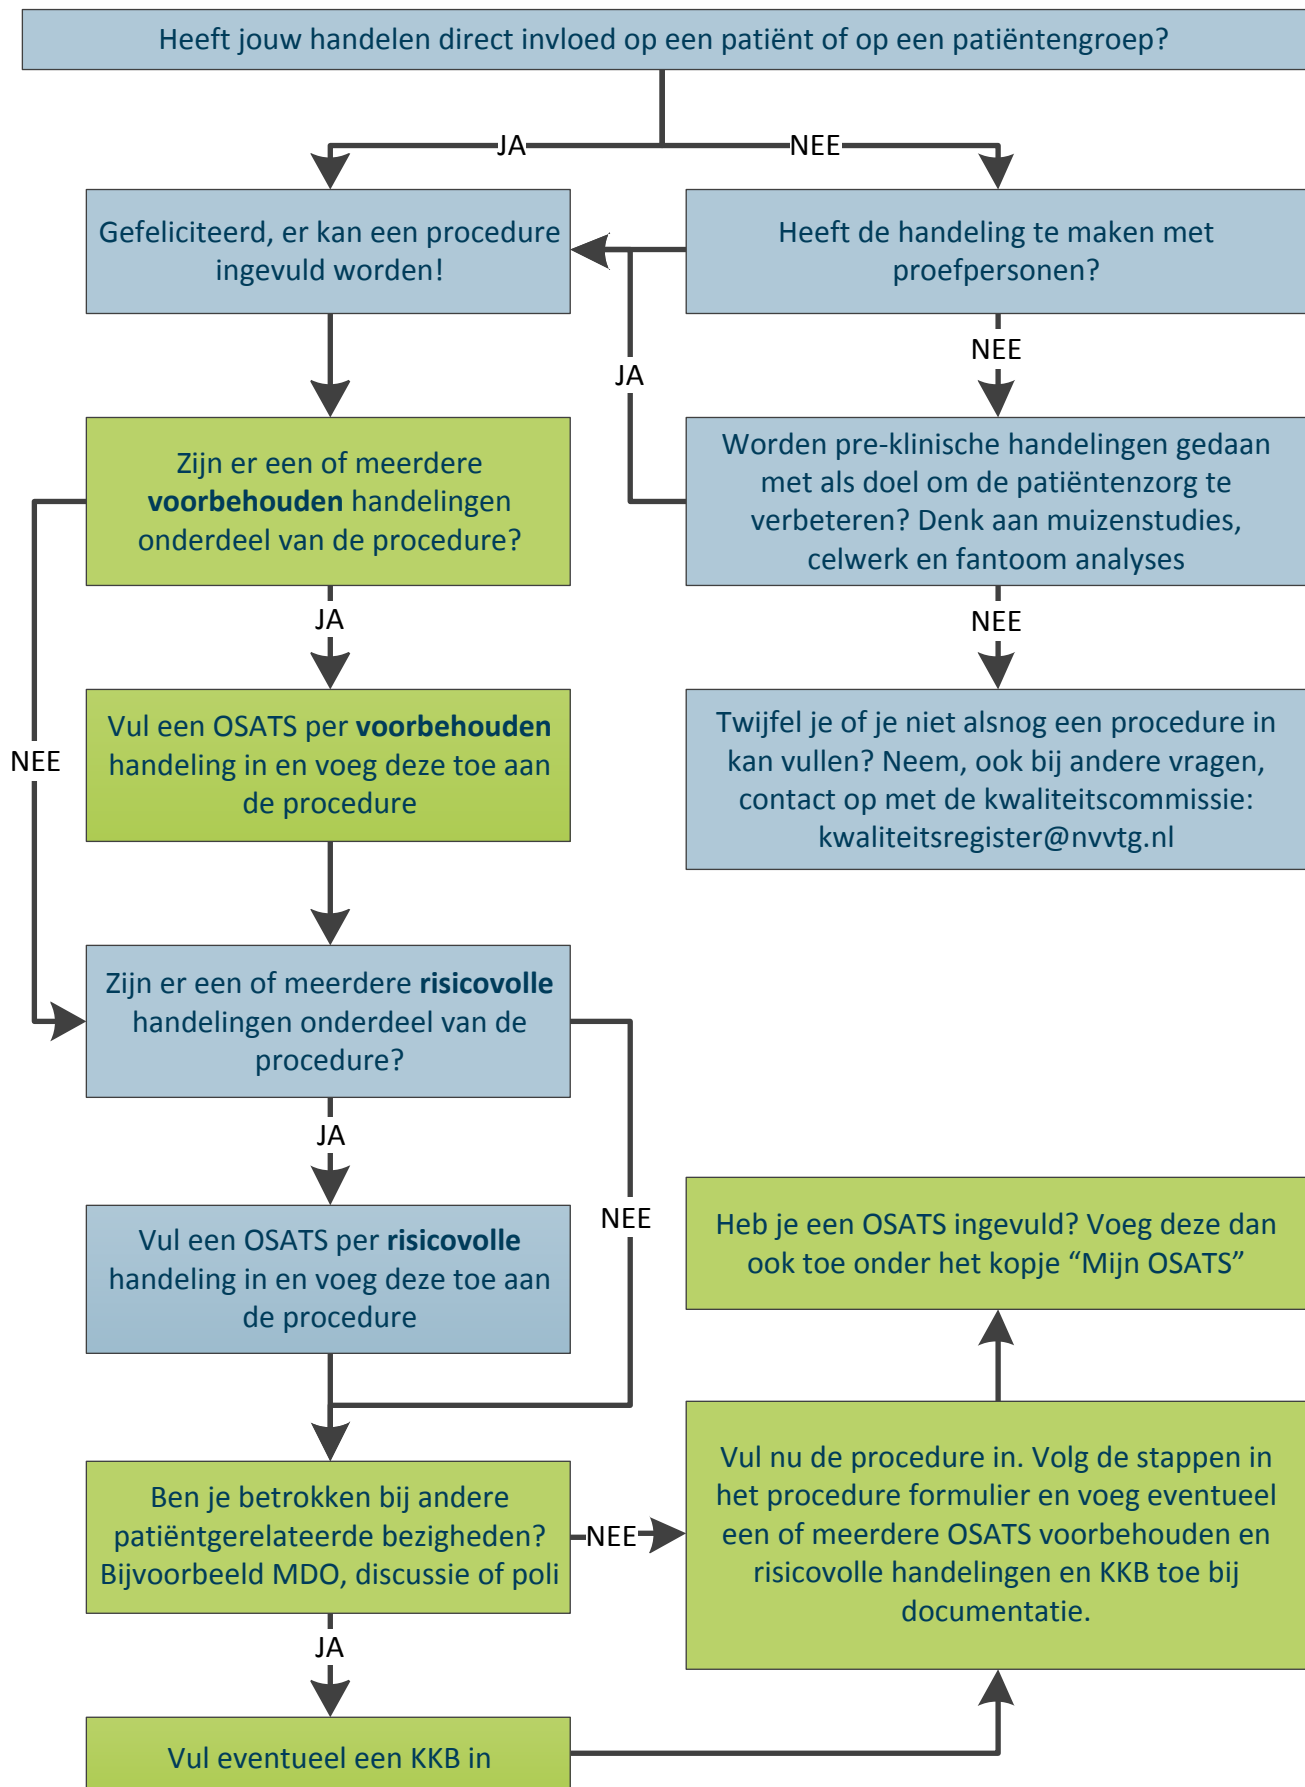 Heeft jouw handelen direct invloed op een patiënt of op een patiëntengroep?
JA
NEE
Gefeliciteerd, er kan een procedure
ingevuld worden!
Heeft de handeling te maken met
proefpersonen?
NEE
JA
Zijn er een of meerdere
voorbehouden handelingen
onderdeel van de procedure?
Worden pre-klinische handelingen gedaan
met als doel om de patiëntenzorg te
verbeteren? Denk aan muizenstudies,
celwerk en fantoom analyses
JA
NEE
Vul een OSATS per voorbehouden
handeling in en voeg deze toe aan
de procedure
NEE
Twijfel je of je niet alsnog een procedure in
kan vullen? Neem, ook bij andere vragen,
contact op met de kwaliteitscommissie:
kwaliteitsregister@nvvtg.nl
Zijn er een of meerdere risicovolle
handelingen onderdeel van de
procedure?
JA
NEE
Vul een OSATS per risicovolle
handeling in en voeg deze toe aan
de procedure
Heb je een OSATS ingevuld? Voeg deze dan
ook toe onder het kopje “Mijn OSATS”
Ben je betrokken bij andere
patiëntgerelateerde bezigheden?
Bijvoorbeeld MDO, discussie of poli
NEE
Vul nu de procedure in. Volg de stappen in
het procedure formulier en voeg eventueel
een of meerdere OSATS voorbehouden en
risicovolle handelingen en KKB toe bij
documentatie.
JA
Vul eventueel een KKB in